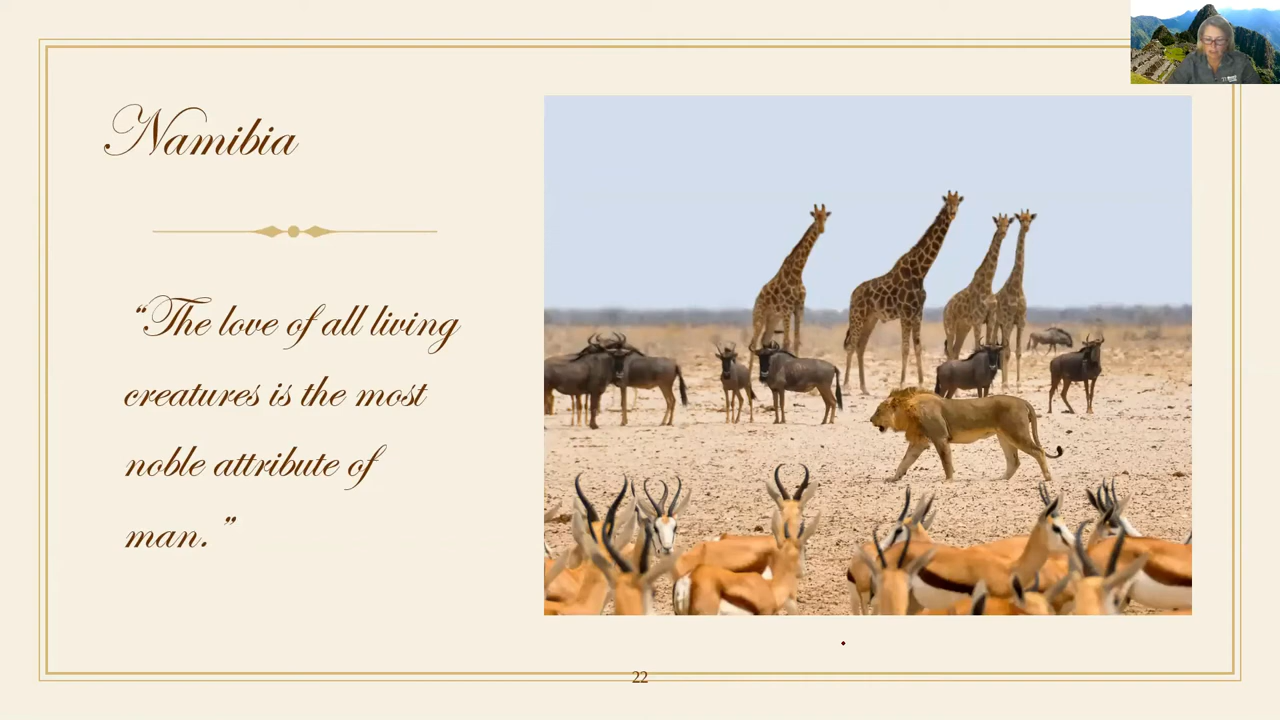 Namibia
“The love of all living
creatures is the most
noble attribute of
man.”
22